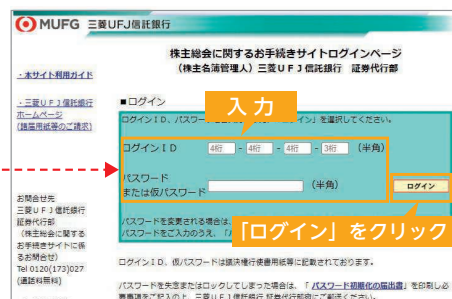 MUFG 三菱UFJ信託銀行
株主総会に関するお手続きサイトログインページ
(株主名簿管理人) 三菱UFJ信託銀行 証券代行部
・本サイト利用ガイド
・三菱UFJ信託銀行
ホームページ
(諸届用紙等のご請求)
お問合せ先
三菱UFJ信託銀行
証券代行部
(株主総会に関する
お手続きサイトに係
るお問合せ)
Tel 0120(173)027
(通話料無料)
■ログイン
入力
ログインID、パスワー
イン」を選択してください。
ログインID 4桁 - 4桁 - 4桁 - 3桁 (半角)
パスワード
または仮パスワード (半角) ログイン
パスワードを変更される場合は、
パスワードをご入力のうえ、
「ログイン」をクリック
ログインID、仮パスワードは議決権行使書用紙等に記載されております。
パスワードを失念またはロックしてしまった場合は、「パスワード初期化の届出書」を印刷し必
要事項をご記入の上、三菱UFJ信託銀行 証券代行部宛にご郵送ください。